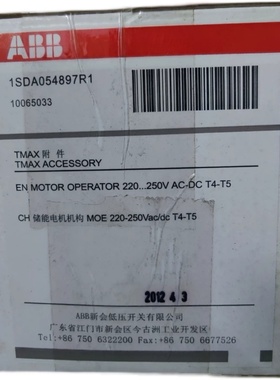 ABB
1SDA054897R1
10065033
TMAX 附 件
TMAX ACCESSORY
EN MOTOR OPERATOR 220...250V AC-DC T4-T5
CH 储能电机机构 MOE 220-250Vac/dc T4-T5
2012 4 3
ABB新会低压开关有限公司
广东省江门市新会区今古洲工业开发区
Tel:+86 750 6322200 Fax:+86 750 6677526